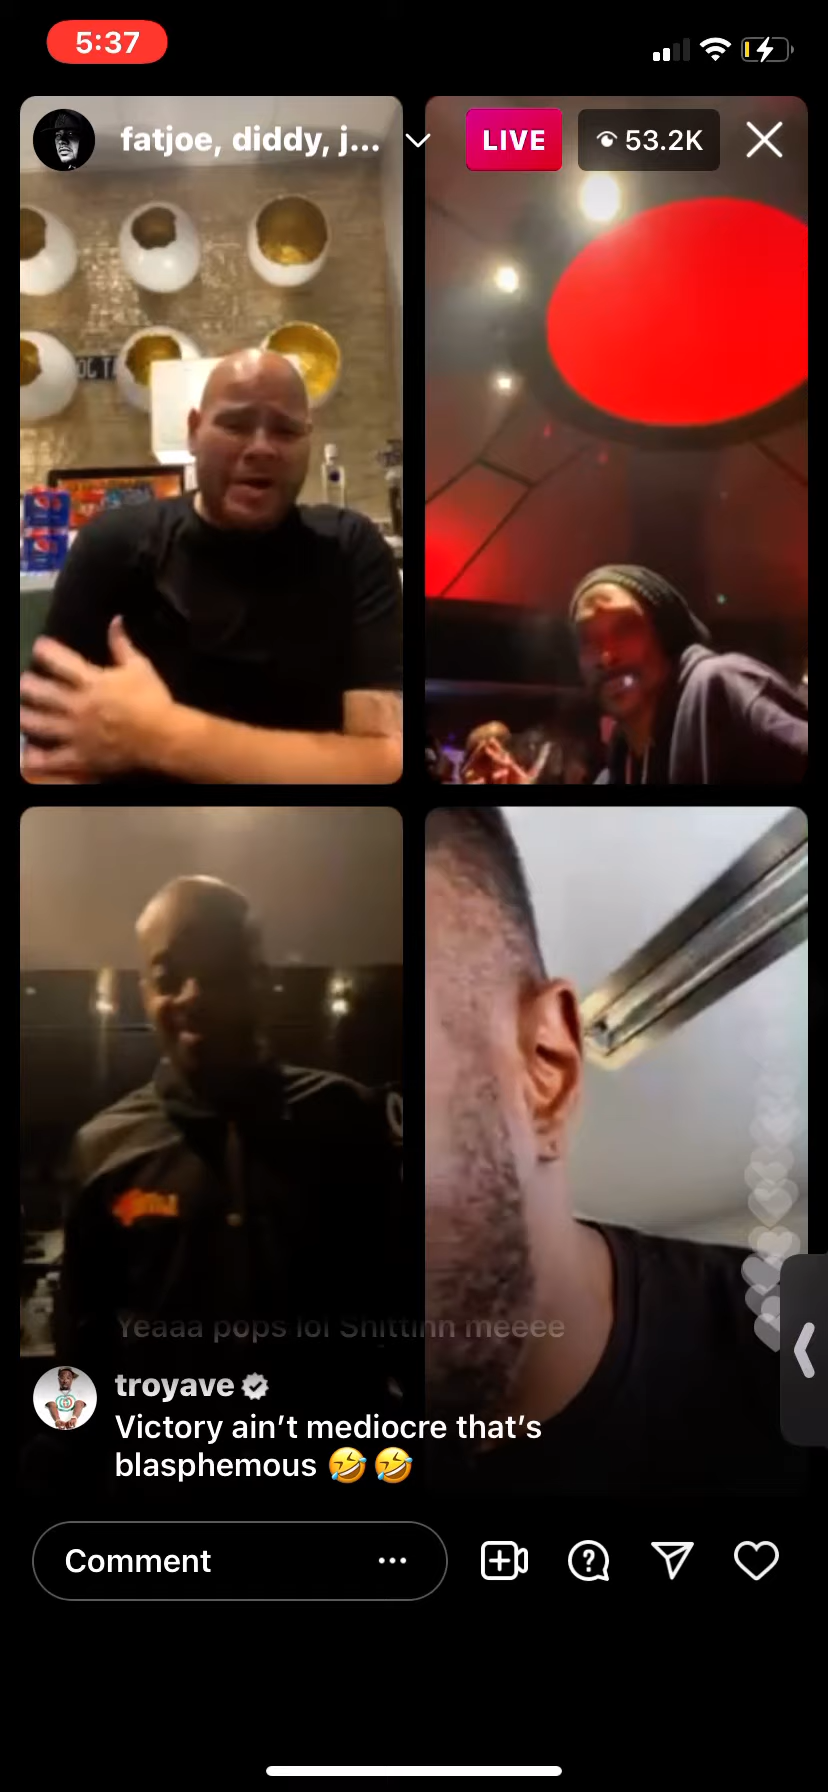 5:37
fatjoe, diddy, j...
LIVE
53.2K
Yeaaa pops lol Shittinn meeee
troyave
Victory ain’t mediocre that’s
blasphemous 🤣🤣
Comment